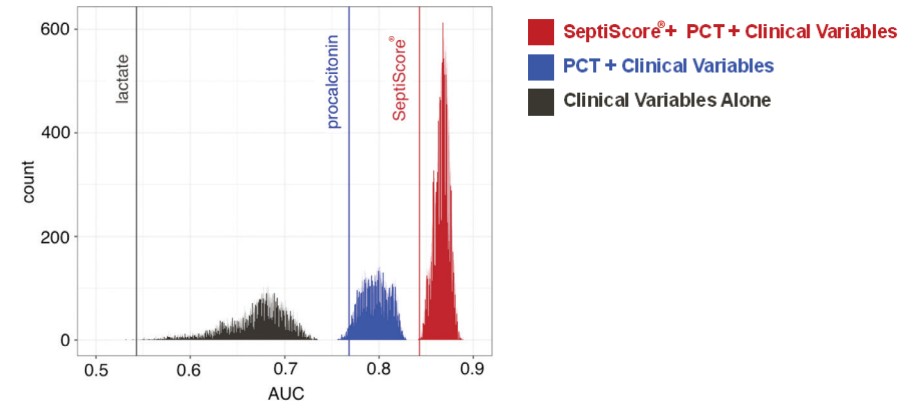 600
400
200
0
count
lactate
procalcitonin
SeptiScore®
0.5
0.6
0.7
0.8
0.9
AUC
SeptiScore®+ PCT + Clinical Variables
PCT + Clinical Variables
Clinical Variables Alone